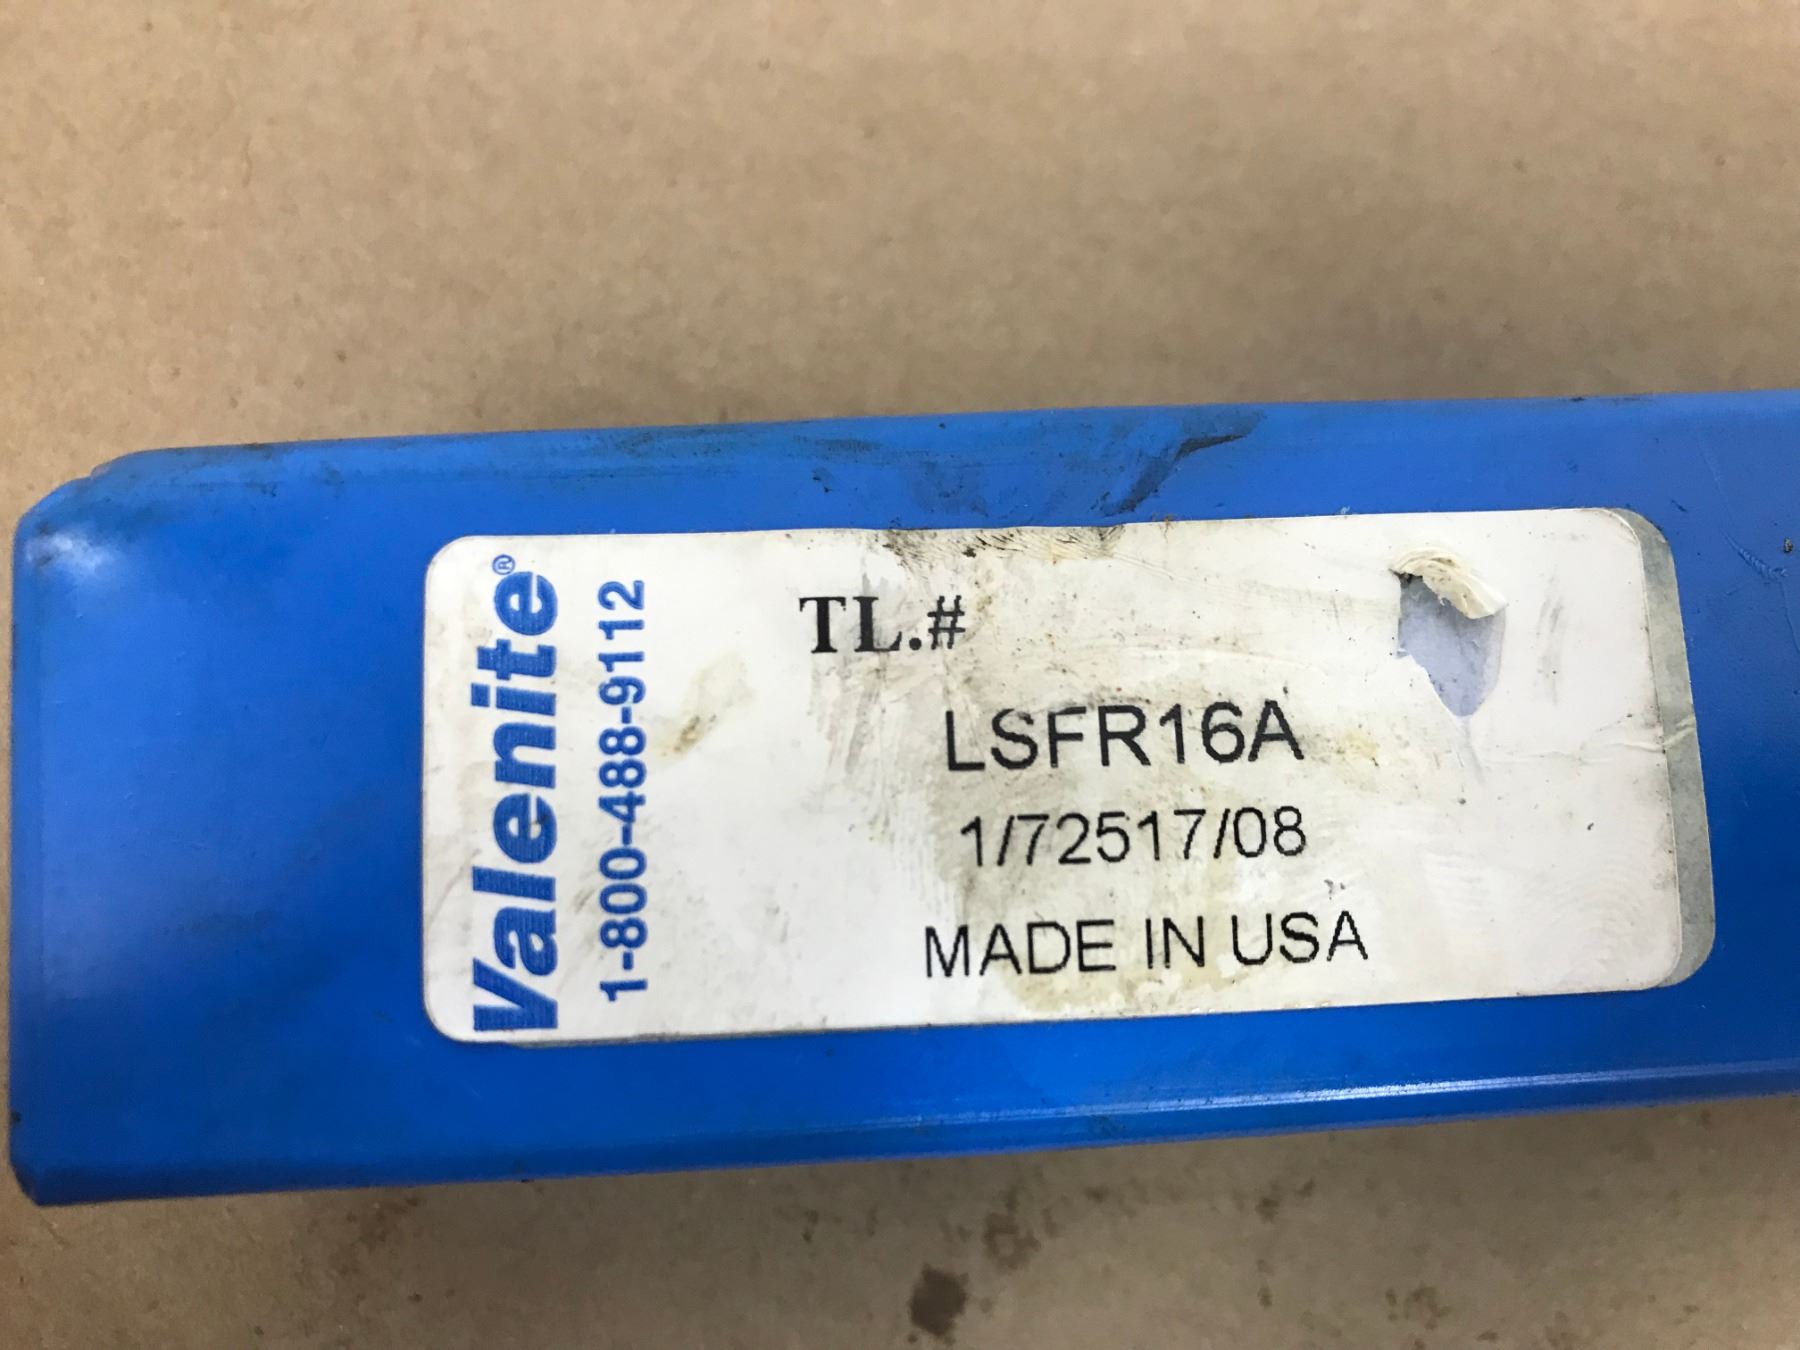 Valenite®
1-800-488-9112
TL.#
LSFR16A
1/72517/08
MADE IN USA